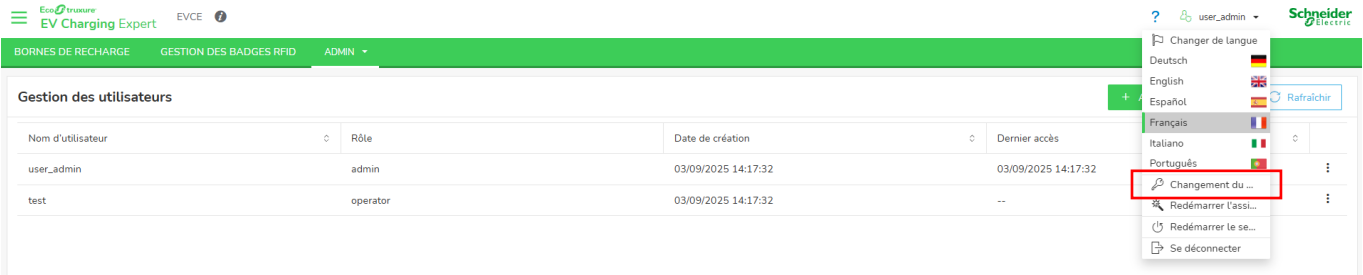 EcoStruxure
EV Charging Expert
EVCE
?
user_admin
Schneider
Electric
BORNES DE RECHARGE
GESTION DES BADGES RFID
ADMIN
Changer de langue
Deutsch
English
Español
Français
Italiano
Português
Changement du ...
Redémarrer l'assi...
Redémarrer le se...
Se déconnecter
Gestion des utilisateurs
+
Rafraîchir
Nom d'utilisateur Rôle Date de création Dernier accès
user_admin admin 03/09/2025 14:17:32 03/09/2025 14:17:32
test operator 03/09/2025 14:17:32 --